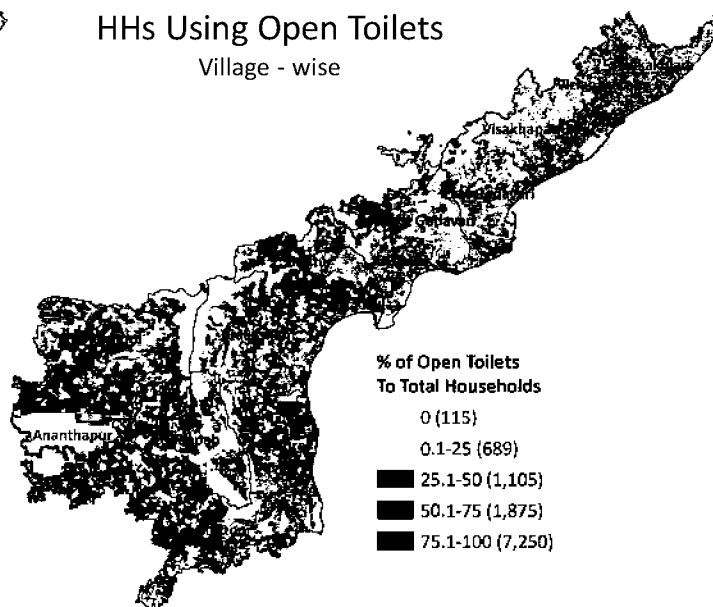 HHs Using Open Toilets
Village - wise
Visakhapa
Godavari
Ananthapur
% of Open Toilets
To Total Households
0 (115)
0.1-25 (689)
25.1-50 (1,105)
50.1-75 (1,875)
75.1-100 (7,250)